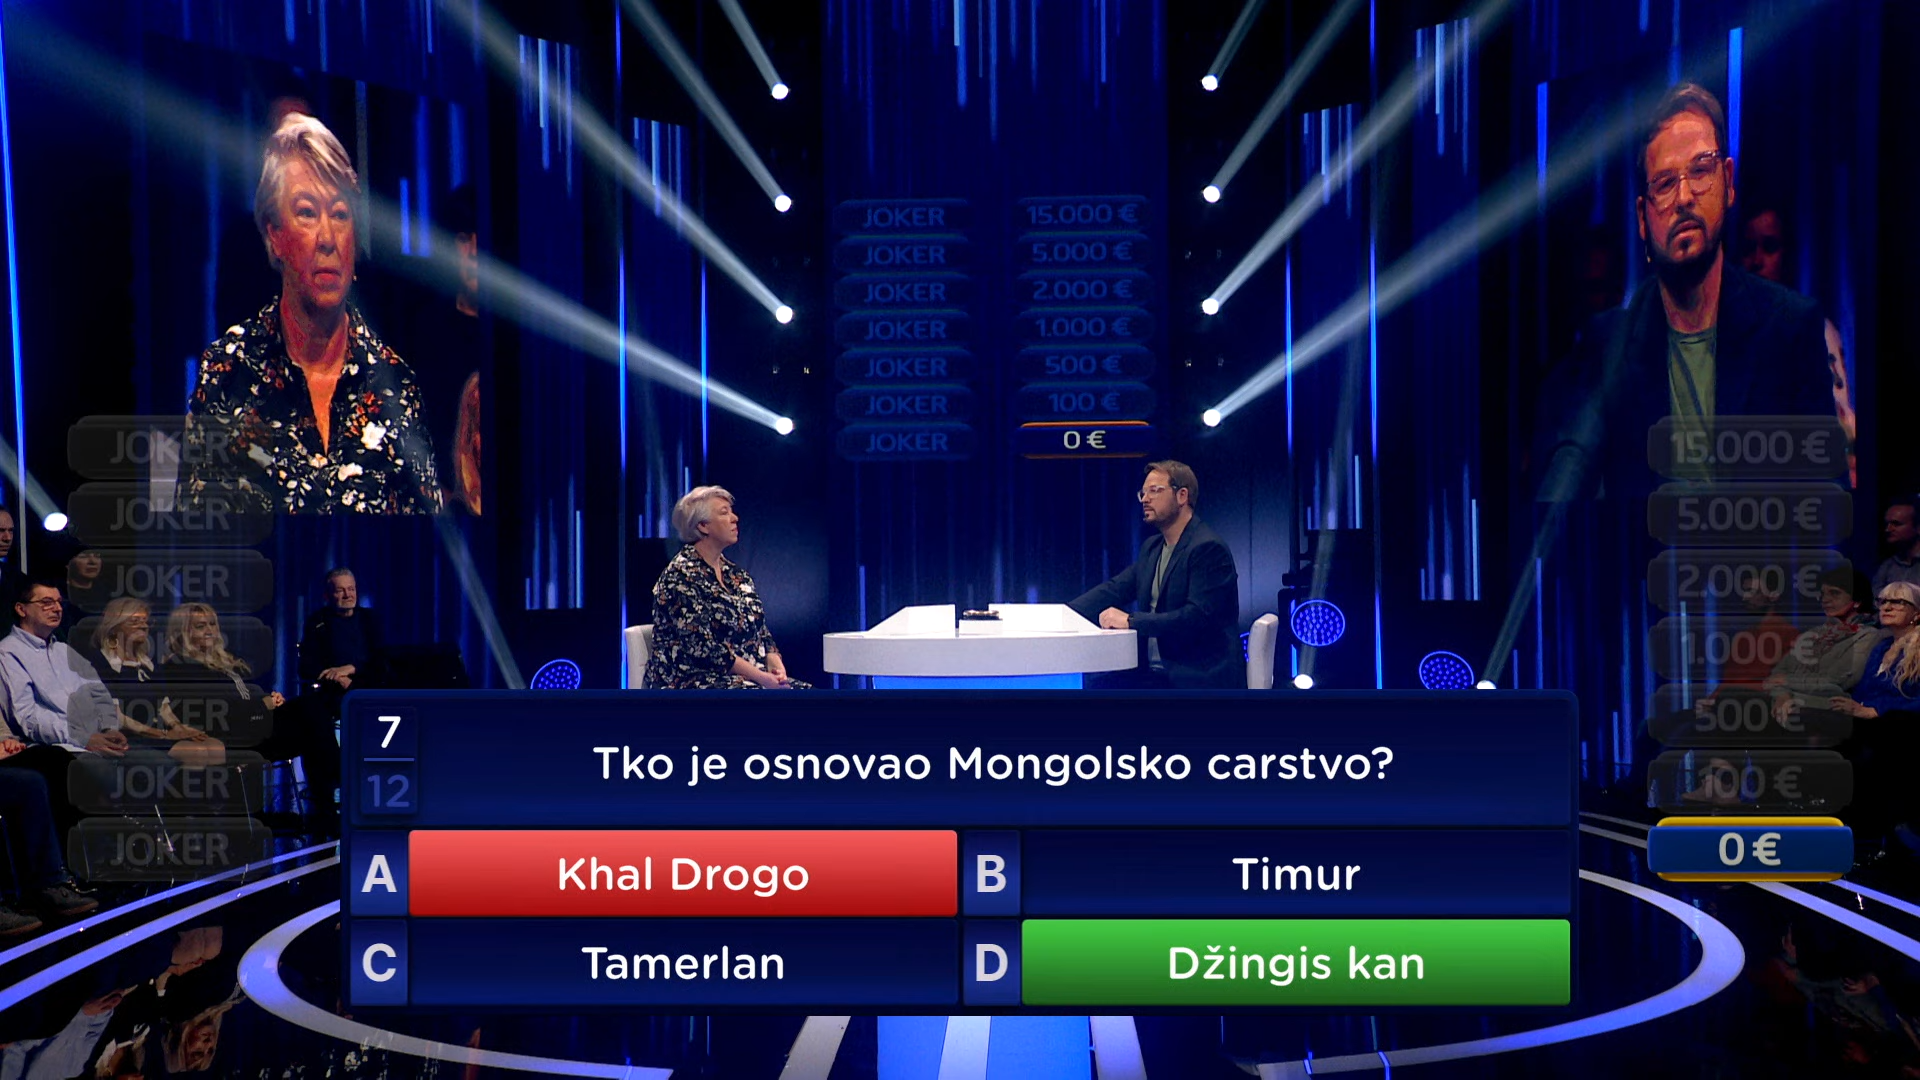 JOKER 15.000 €
JOKER 5.000 €
JOKER 2.000 €
JOKER 1.000 €
JOKER 500 €
JOKER 100 €
JOKER 0 €
JOKER 15.000 €
JOKER 5.000 €
JOKER 2.000 €
JOKER 1.000 €
JOKER 500 €
JOKER 100 €
JOKER 0 €
7
12
Tko je osnovao Mongolsko carstvo?
A Khal Drogo
B Timur
C Tamerlan
D Džingis kan